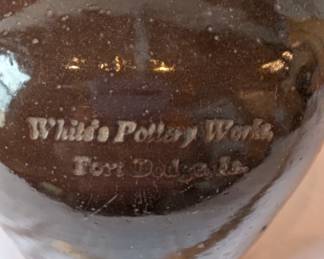 White's Pottery Works,
Fort Dodge, Ia.